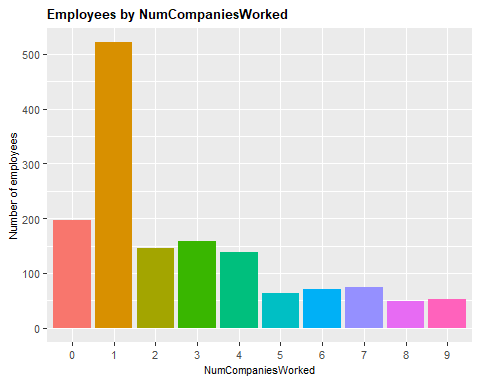 Employees by NumCompaniesWorked
500
400
300
200
100
0
Number of employees
0 1 2 3 4 5 6 7 8 9
NumCompaniesWorked